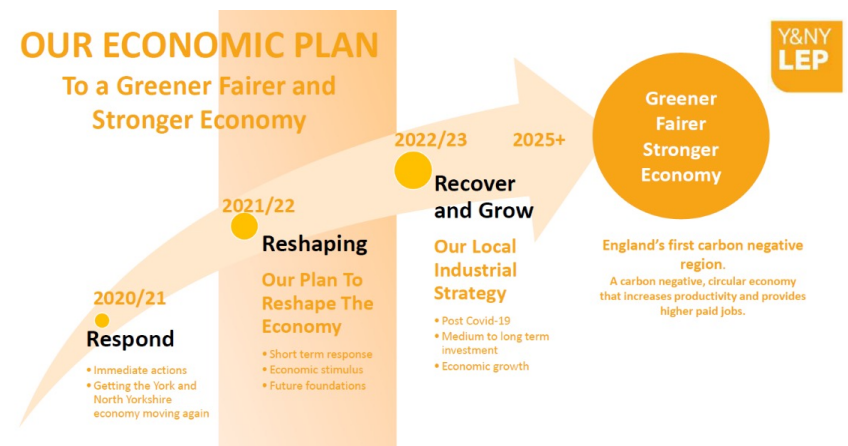 OUR ECONOMIC PLAN
To a Greener Fairer and
Stronger Economy
Y&NY
LEP
2020/21
Respond
• Immediate actions
• Getting the York and
North Yorkshire
economy moving again
2021/22
Reshaping
Our Plan To
Reshape The
Economy
• Short term response
• Economic stimulus
• Future foundations
2022/23
Recover
and Grow
Our Local
Industrial
Strategy
• Post Covid-19
• Medium to long term
investment
• Economic growth
2025+
Greener
Fairer
Stronger
Economy
England's first carbon negative
region.
A carbon negative, circular economy
that increases productivity and provides
higher paid jobs.